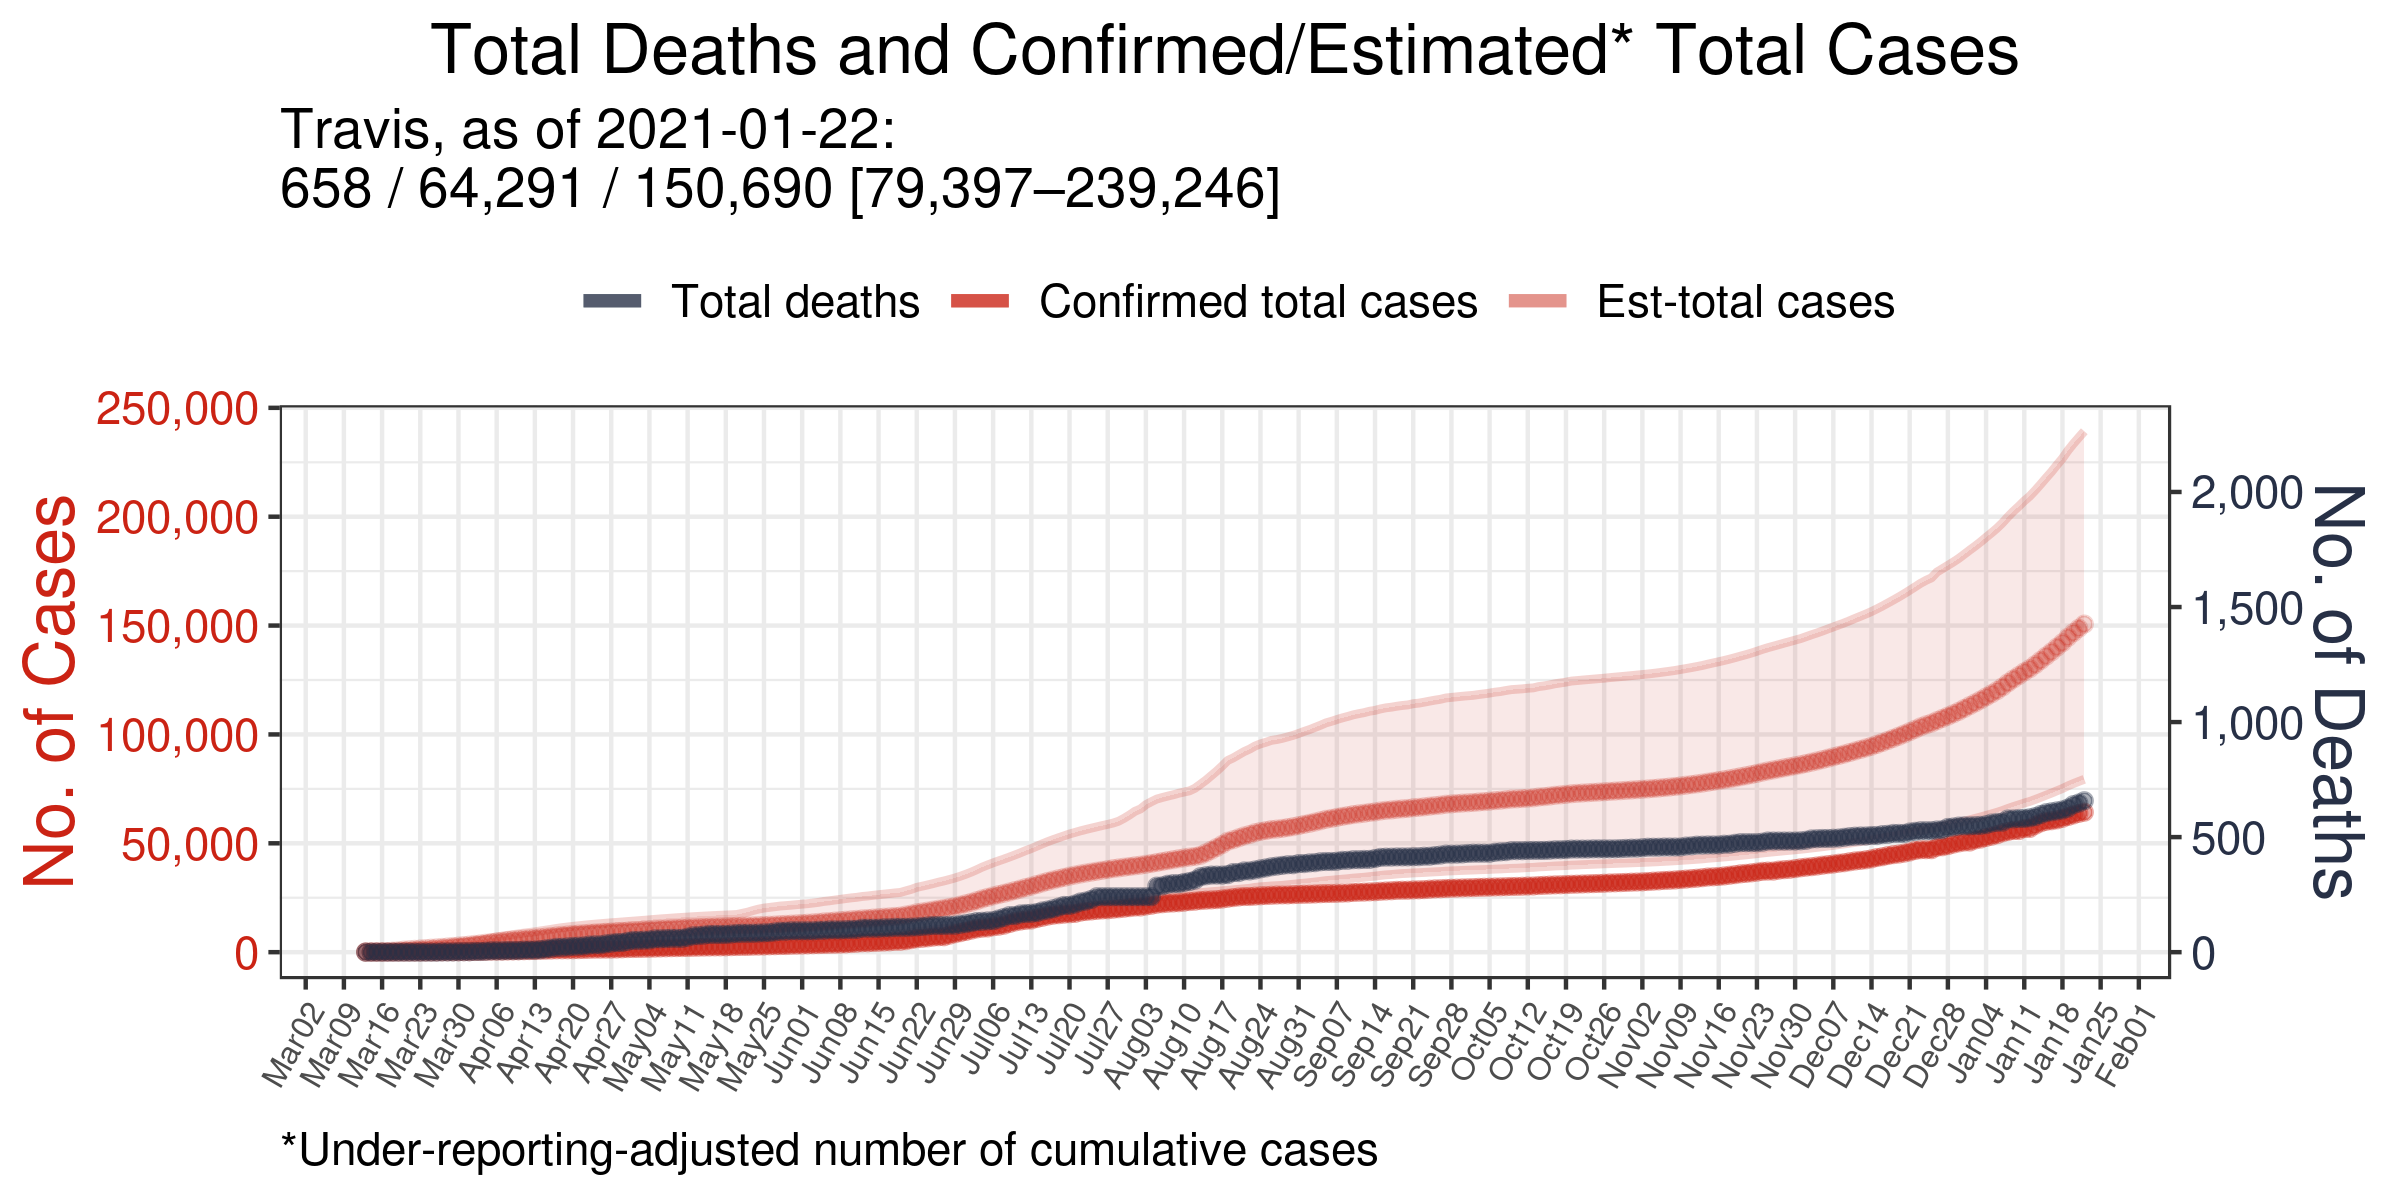 Total Deaths and Confirmed/Estimated* Total Cases
Travis, as of 2021-01-22:
658 / 64,291 / 150,690 [79,397–239,246]
Total deaths
Confirmed total cases
Est-total cases
No. of Cases
250,000
200,000
150,000
100,000
50,000
0
2,000
1,500
1,000
500
0
No. of Deaths
Mar02
Mar09
Mar16
Mar23
Mar30
Apr06
Apr13
Apr20
Apr27
May04
May11
May18
May25
Jun01
Jun08
Jun15
Jun22
Jun29
Jul06
Jul13
Jul20
Jul27
Aug03
Aug10
Aug17
Aug24
Aug31
Sep07
Sep14
Sep21
Sep28
Oct05
Oct12
Oct19
Oct26
Nov02
Nov09
Nov16
Nov23
Nov30
Dec07
Dec14
Dec21
Dec28
Jan04
Jan11
Jan18
Jan25
Feb01
*Under-reporting-adjusted number of cumulative cases